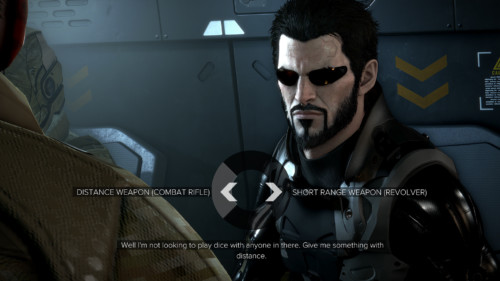 DISTANCE WEAPON (COMBAT RIFLE)
SHORT RANGE WEAPON (REVOLVER)
Well I'm not looking to play dice with anyone in there. Give me something with
distance.